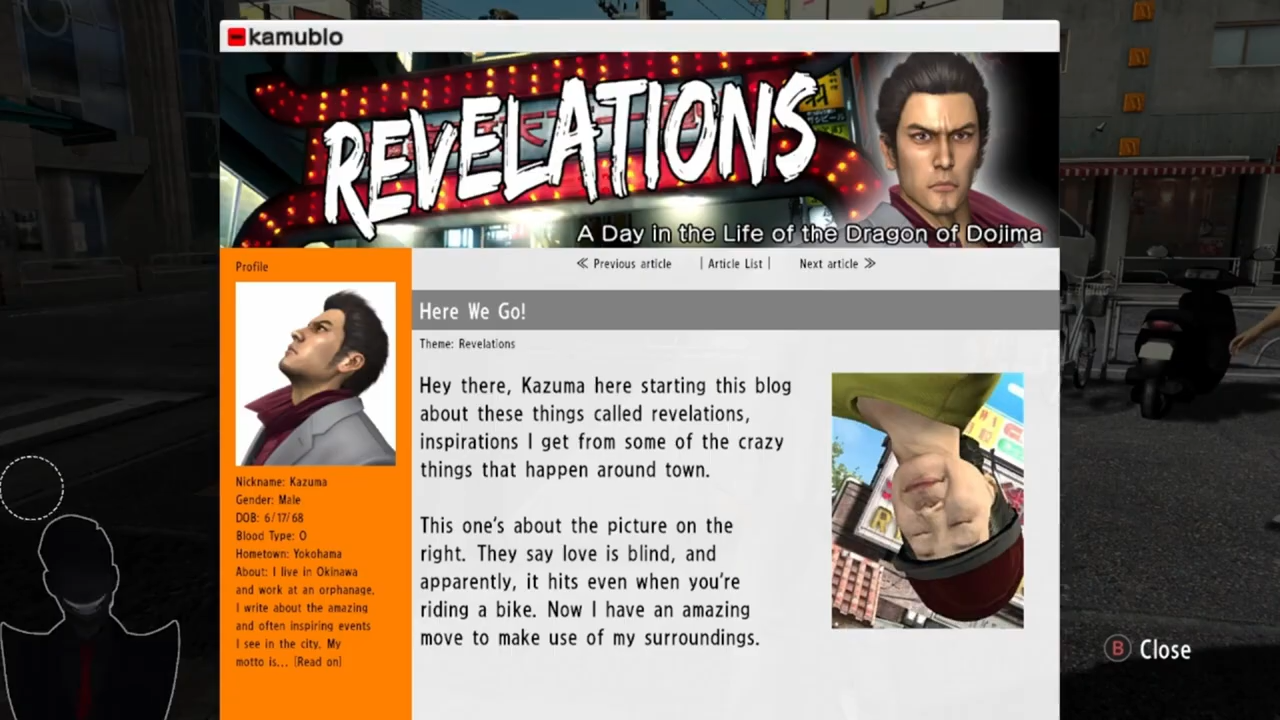 kamublo
REVELATIONS
A Day in the Life of the Dragon of Dojima
Profile
≪ Previous article | Article List | Next article ≫
Here We Go!
Theme: Revelations
Hey there, Kazuma here starting this blog
about these things called revelations,
inspirations I get from some of the crazy
things that happen around town.
This one's about the picture on the
right. They say love is blind, and
apparently, it hits even when you're
riding a bike. Now I have an amazing
move to make use of my surroundings.
Nickname: Kazuma
Gender: Male
DOB: 6/17/68
Blood Type: O
Hometown: Yokohama
About: I live in Okinawa
and work at an orphanage.
I write about the amazing
and often inspiring events
I see in the city. My
motto is... [Read on]
B Close